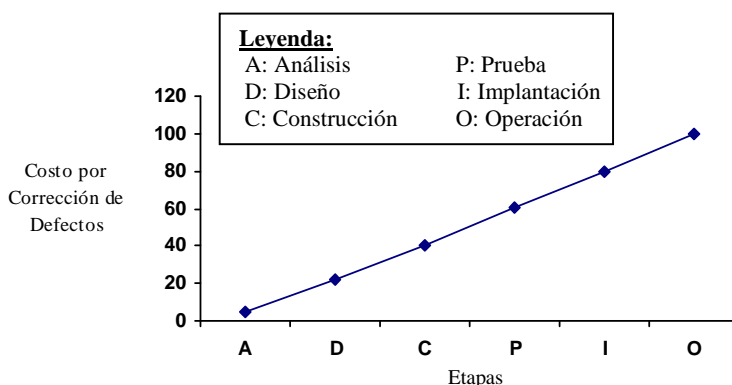 Leyenda:
A: Análisis P: Prueba
D: Diseño I: Implantación
C: Construcción O: Operación
120
100
80
60
40
20
0
Costo por
Corrección de
Defectos
A D C P I O
Etapas